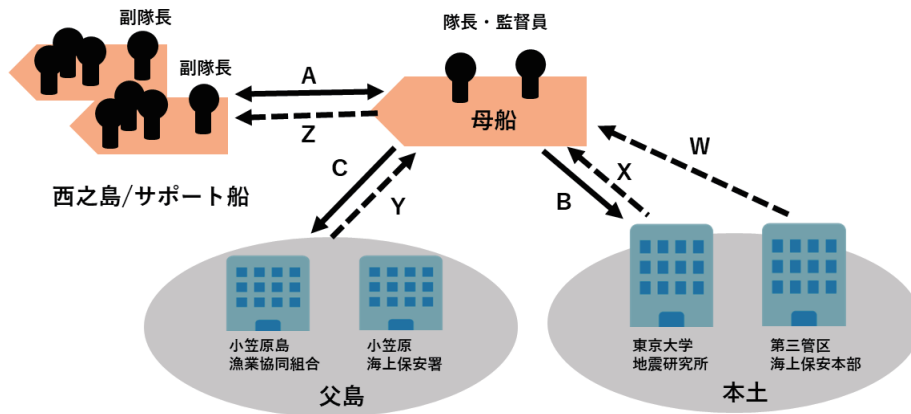 副隊長
副隊長
隊長・監督員
A
Z
母船
西之島/サポート船
C
Y
B
X
W
小笠原島
漁業協同組合
小笠原
海上保安署
父島
東京大学
地震研究所
第三管区
海上保安本部
本土